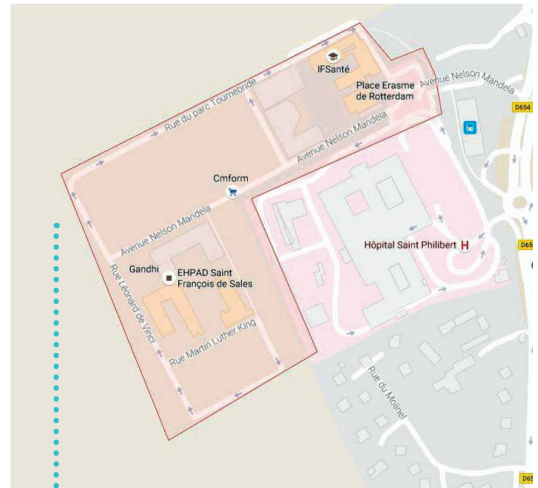 IFSanté
Place Erasme
de Rotterdam
Avenue Nelson Mandela
D654
Rue du parc Tournebride
Avenue Nelson Mandela
Cmform
Avenue Nelson Mandela
Hôpital Saint Philibert H
Gandhi
EHPAD Saint
François de Sales
Rue Léonard de Vinci
Rue Martin Luther King
Rue du Molinel